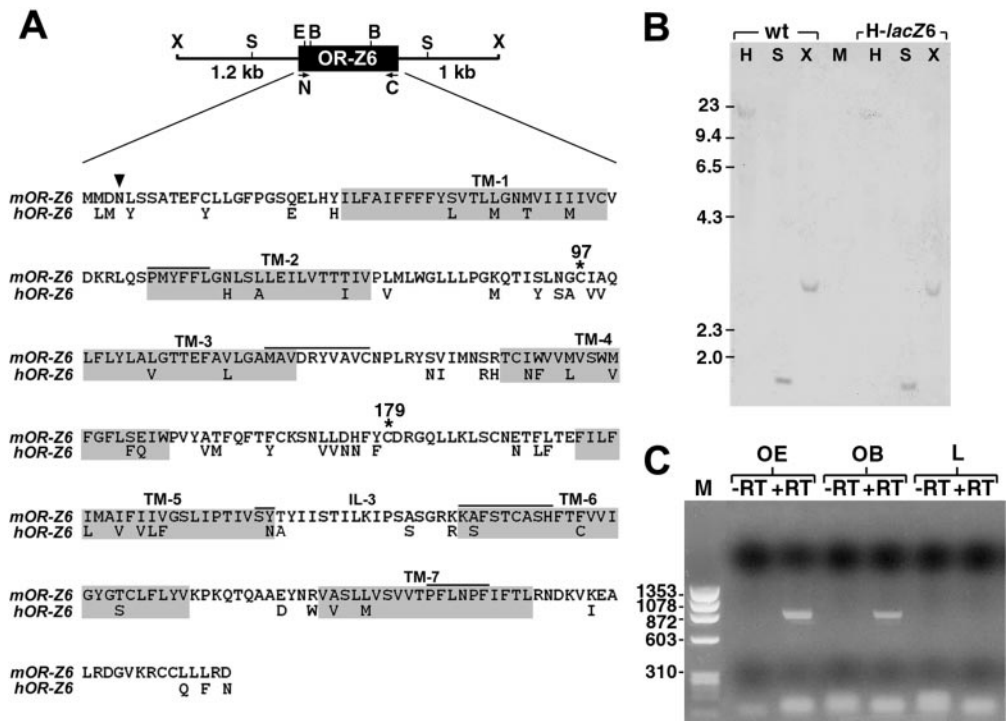 A
X S E B B S X
OR-Z6
1.2 kb 1 kb
N C
TM-1
mOR-Z6 MMDNLSSATEFCLLGFPGSQELHYILFAIFFFFYSVTLLGNMVIIIIVCV
hOR-Z6 LM Y Y E H L M T M
TM-2 97
*
mOR-Z6 DKRLQSPMYFFLGNLSLLEILVTTTIVPLMLWGLLLPGKQTISLNGCIAQ
hOR-Z6 H A I V M Y SA VV
TM-3 TM-4
mOR-Z6 LFLYLALGTTEFAVLGAMAVDRYVAVCNPLRYSVIMNSRTCIWVVMVSWM
hOR-Z6 V L NI RH NF L V
179
*
mOR-Z6 FGFLSEIWPVYATFQFTFCKSNLLDHFYCDRGQLLKLSCNETFLTEFILF
hOR-Z6 FQ VM Y VVNN F N LF
TM-5 IL-3 TM-6
mOR-Z6 IMAIFIIVGSLIPTIVSYTYIISTILKIPSASGRKKAFSTCASHFTFVVI
hOR-Z6 L V VLF NA S R S C
TM-7
mOR-Z6 GYGTCLFLYVKPKQTQAAEYNRVASLLVSVVTPFLNPFIFTLRNDKVKEA
hOR-Z6 S D W V M I
mOR-Z6 LRDGVKRCCLLLRD
hOR-Z6 Q F N
B
wt H-lacZ6
H S X M H S X
23
9.4
6.5
4.3
2.3
2.0
C
OE OB L
M -RT +RT -RT +RT -RT +RT
1353
1078
872
603
310